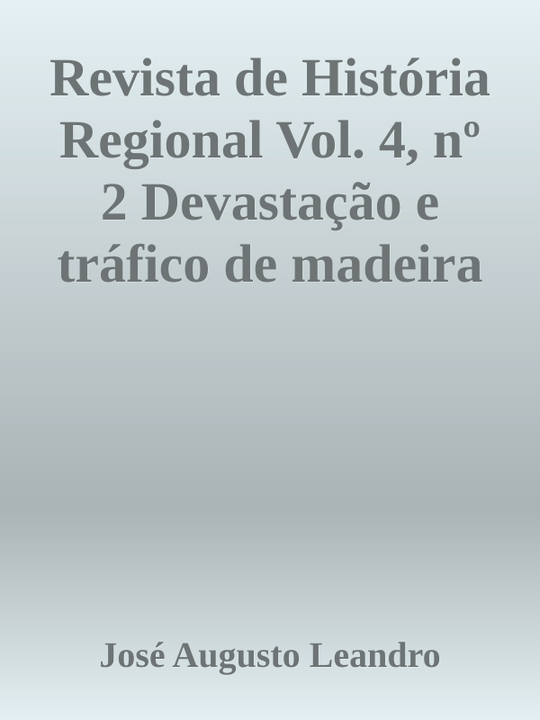 Revista de História
Regional Vol. 4, nº
2 Devastação e
tráfico de madeira
José Augusto Leandro